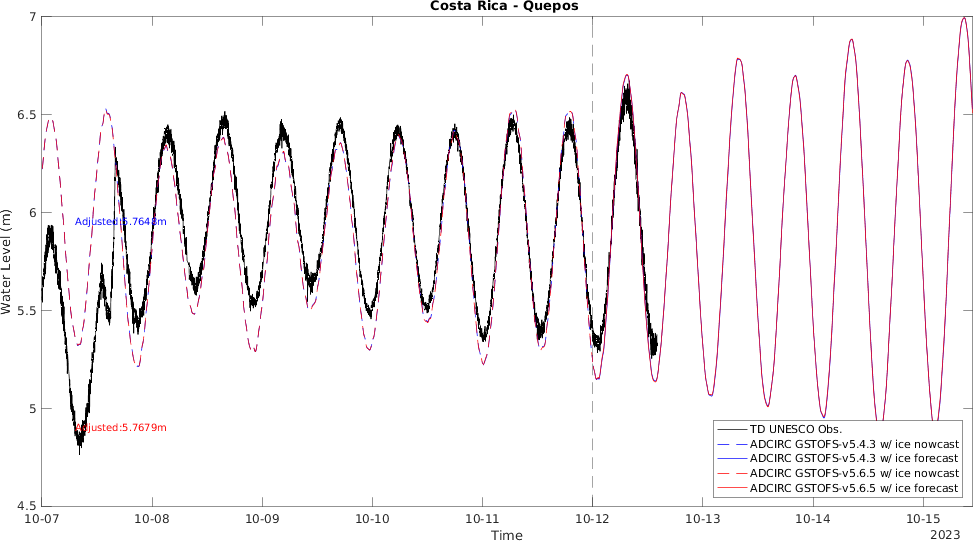 Costa Rica - Quepos
7
6.5
6
5.5
5
4.5
Water Level (m)
Adjusted:5.7648m
Adjusted:5.7679m
TD UNESCO Obs.
ADCIRC GSTOFS-v5.4.3 w/ ice nowcast
ADCIRC GSTOFS-v5.4.3 w/ ice forecast
ADCIRC GSTOFS-v5.6.5 w/ ice nowcast
ADCIRC GSTOFS-v5.6.5 w/ ice forecast
10-07 10-08 10-09 10-10 10-11 10-12 10-13 10-14 10-15
Time
2023